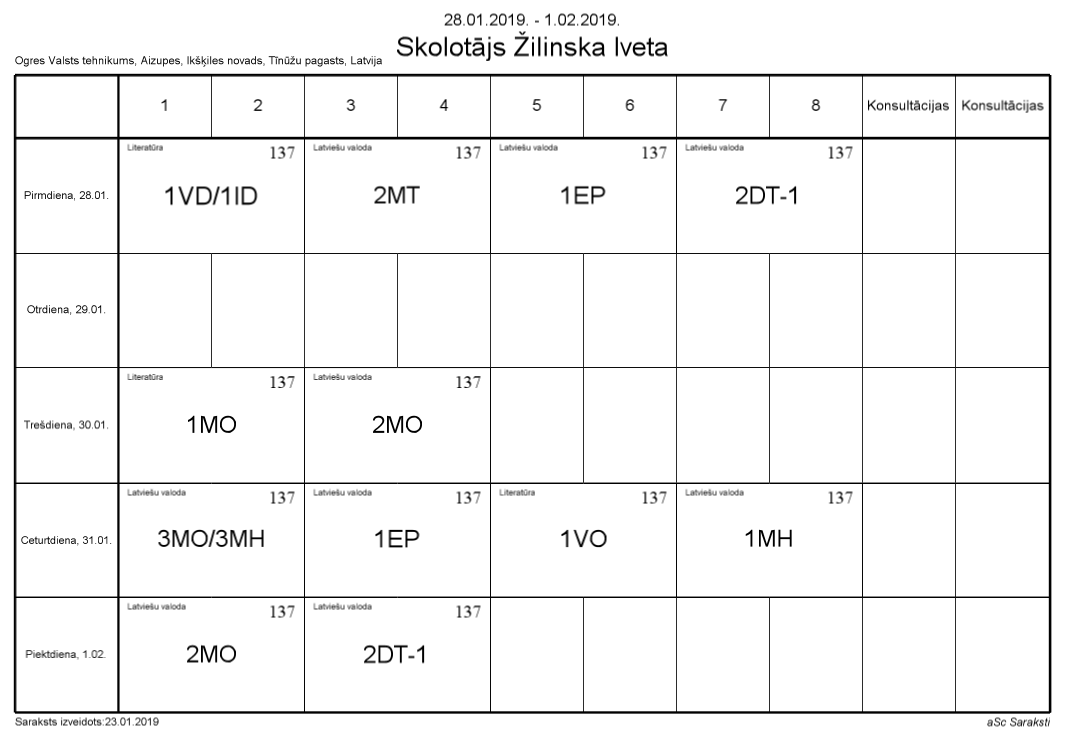 28.01.2019. - 1.02.2019.
Skolotājs Žilinska Iveta
Ogres Valsts tehnikums, Aizupes, Ikšķiles novads, Tīnūžu pagasts, Latvija
1 2 3 4 5 6 7 8 Konsultācijas Konsultācijas
Literatūra 137 Latviešu valoda 137 Latviešu valoda 137 Latviešu valoda 137
Pirmdiena, 28.01. 1VD/1ID 2MT 1EP 2DT-1
Otrdiena, 29.01.
Literatūra 137 Latviešu valoda 137
Trešdiena, 30.01. 1MO 2MO
Latviešu valoda 137 Latviešu valoda 137 Literatūra 137 Latviešu valoda 137
Ceturtdiena, 31.01. 3MO/3MH 1EP 1VO 1MH
Latviešu valoda 137 Latviešu valoda 137
Piektdiena, 1.02. 2MO 2DT-1
Saraksts izveidots:23.01.2019 aSc Saraksti